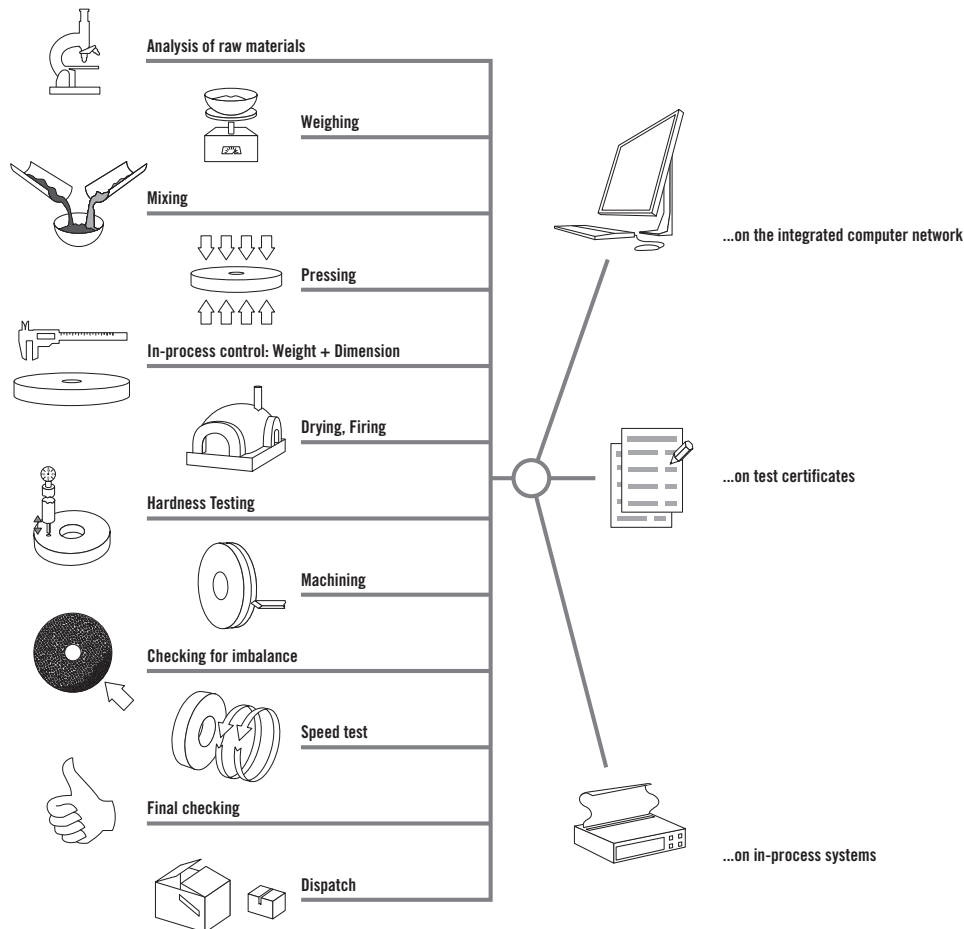 Analysis of raw materials
Weighing
Mixing
Pressing
In-process control: Weight + Dimension
Drying, Firing
Hardness Testing
Machining
Checking for imbalance
Speed test
Final checking
Dispatch
...on the integrated computer network
...on test certificates
...on in-process systems